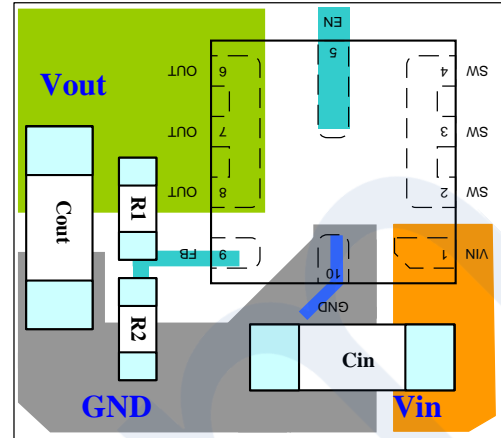 EN
5
Vout
OUT
6
4
SW
OUT
7
3
SW
R1
OUT
8
2
SW
Cout
FB
9
10
1
VIN
R2
GND
Cin
GND
Vin